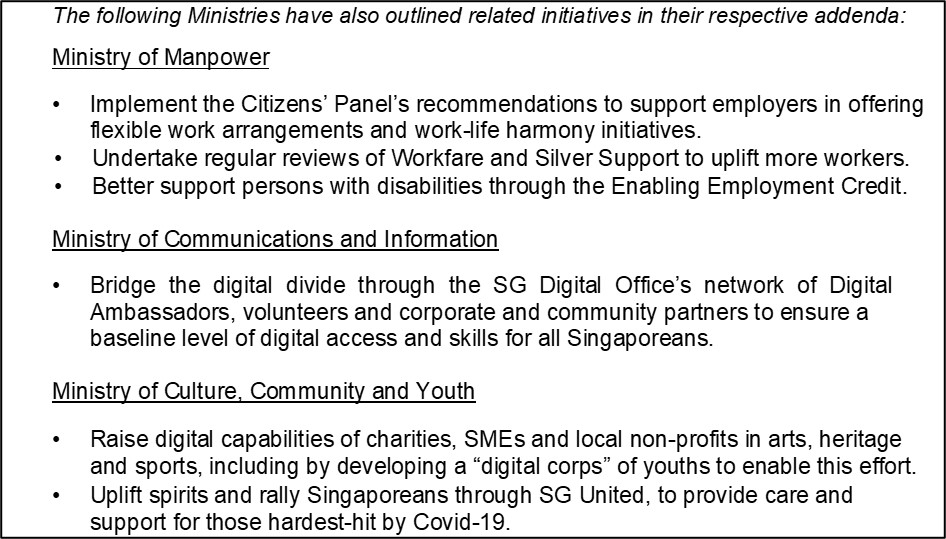 The following Ministries have also outlined related initiatives in their respective addenda:
Ministry of Manpower
• Implement the Citizens’ Panel’s recommendations to support employers in offering
flexible work arrangements and work-life harmony initiatives.
• Undertake regular reviews of Workfare and Silver Support to uplift more workers.
• Better support persons with disabilities through the Enabling Employment Credit.
Ministry of Communications and Information
• Bridge the digital divide through the SG Digital Office’s network of Digital
Ambassadors, volunteers and corporate and community partners to ensure a
baseline level of digital access and skills for all Singaporeans.
Ministry of Culture, Community and Youth
• Raise digital capabilities of charities, SMEs and local non-profits in arts, heritage
and sports, including by developing a “digital corps” of youths to enable this effort.
• Uplift spirits and rally Singaporeans through SG United, to provide care and
support for those hardest-hit by Covid-19.